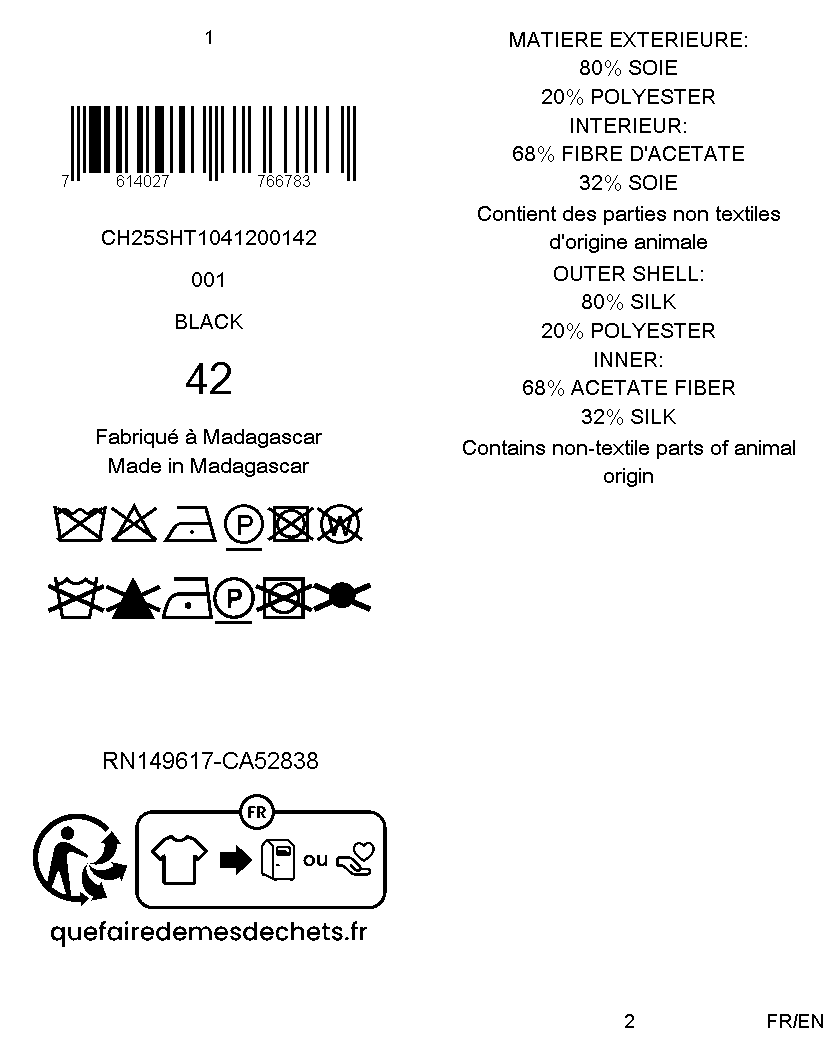 1
7 614027 766783
CH25SHT1041200142
001
BLACK
42
Fabriqué à Madagascar
Made in Madagascar
P W
P
RN149617-CA52838
FR
ou
quefairedemesdechets.fr
MATIERE EXTERIEURE:
80% SOIE
20% POLYESTER
INTERIEUR:
68% FIBRE D'ACETATE
32% SOIE
Contient des parties non textiles
d'origine animale
OUTER SHELL:
80% SILK
20% POLYESTER
INNER:
68% ACETATE FIBER
32% SILK
Contains non-textile parts of animal
origin
2
FR/EN